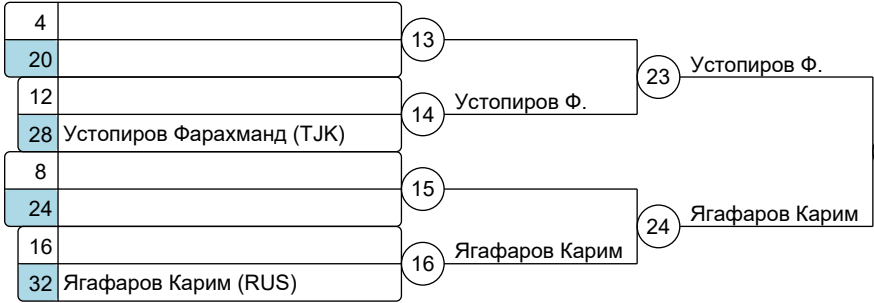 4
13
20
23 Устопиров Ф.
12
14 Устопиров Ф.
28 Устопиров Фарахманд (TJK)
8
15
24
24 Ягафаров Карим
16
16 Ягафаров Карим
32 Ягафаров Карим (RUS)